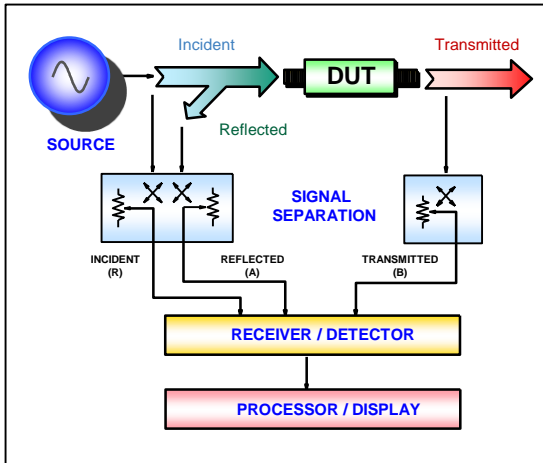 Incident
Transmitted
DUT
Reflected
SOURCE
SIGNAL
SEPARATION
INCIDENT
(R)
REFLECTED
(A)
TRANSMITTED
(B)
RECEIVER / DETECTOR
PROCESSOR / DISPLAY